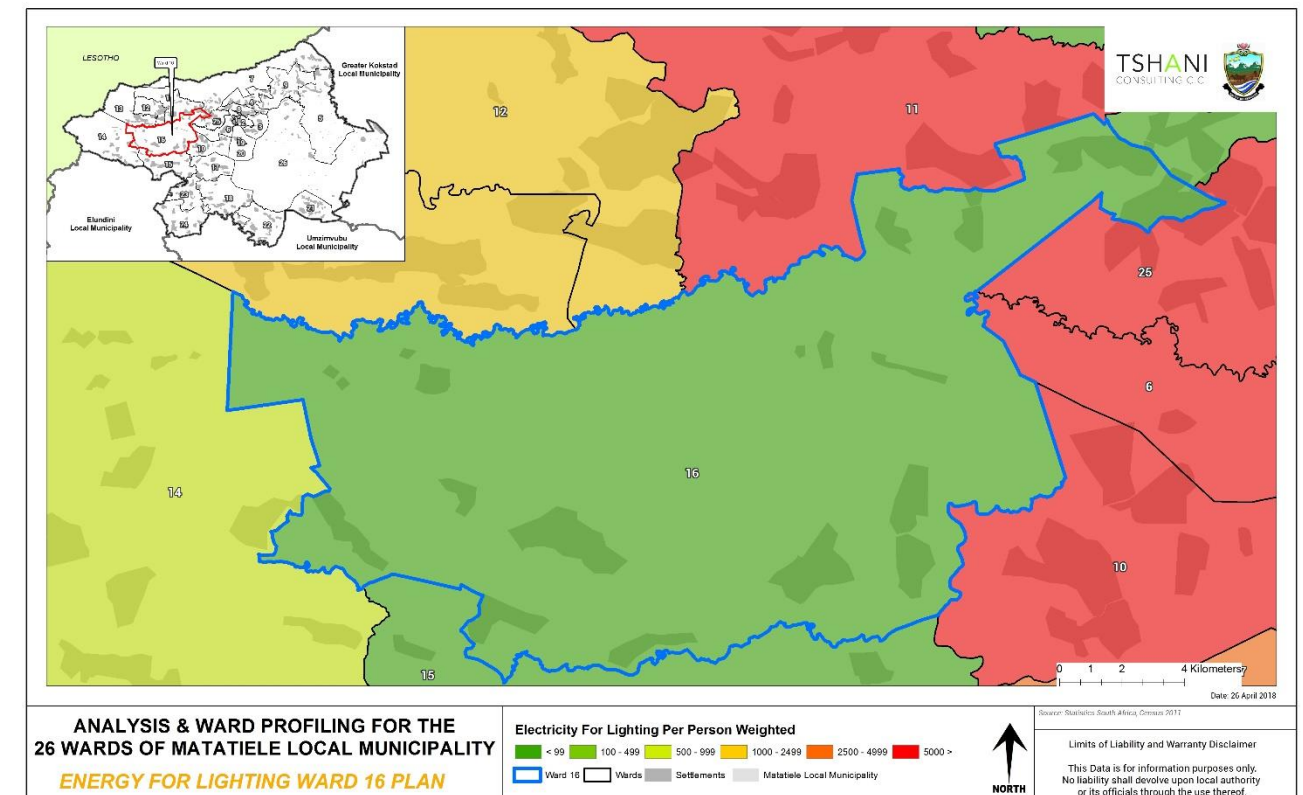 LESOTHO
Greater Kokstad
Local Municipality
Elundini
Local Municipality
Umzimvubu
Local Municipality
TSHANI
CONSULTING C.C
12
11
25
6
14
16
10
15
0 1 2 4 Kilometers
Date: 26 April 2018
ANALYSIS & WARD PROFILING FOR THE
26 WARDS OF MATATIELE LOCAL MUNICIPALITY
ENERGY FOR LIGHTING WARD 16 PLAN
Electricity For Lighting Per Person Weighted
< 99 100 - 499 500 - 999 1000 - 2499 2500 - 4999 5000 >
Ward 16 Wards Settlements Matatiele Local Municipality
NORTH
Source: Statistics South Africa, Census 2011
Limits of Liability and Warranty Disclaimer
This Data is for information purposes only.
No liability shall devolve upon local authority
or its officials through the use thereof.